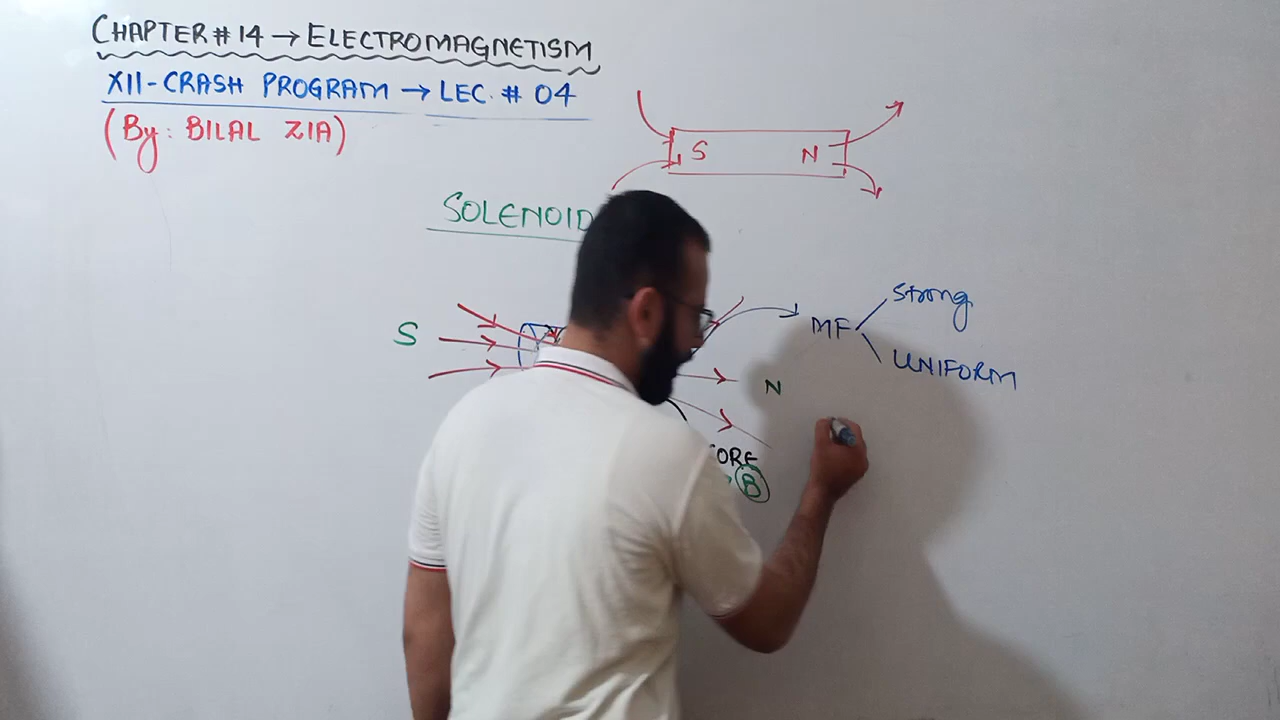 CHAPTER # 14 → ELECTROMAGNETISM
XII-CRASH PROGRAM → LEC. # 04
(By: BILAL ZIA)
S N
SOLENOID
S
MF
Strong
UNIFORM
N
B